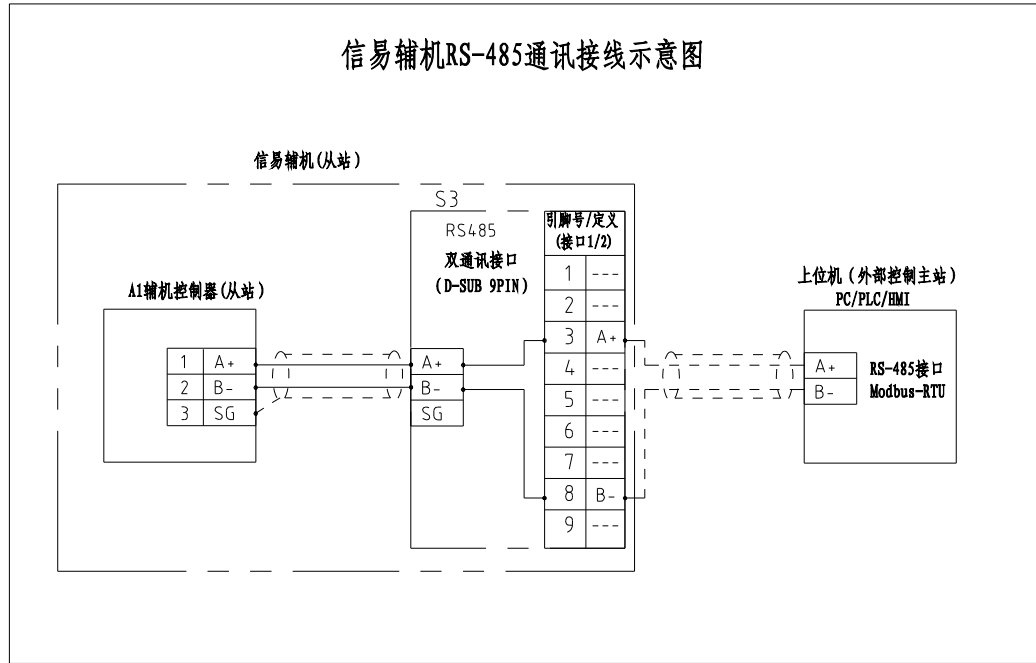 信易辅机RS-485通讯接线示意图
信易辅机(从站)
S3
RS485
双通讯接口
(D-SUB 9PIN)
引脚号/定义
(接口1/2)
1 ---
2 ---
3 A+
4 ---
5 ---
6 ---
7 ---
8 B-
9 ---
A1辅机控制器(从站)
1 A+
2 B-
3 SG
A+
B-
SG
上位机(外部控制主站)
PC/PLC/HMI
A+
B-
RS-485接口
Modbus-RTU